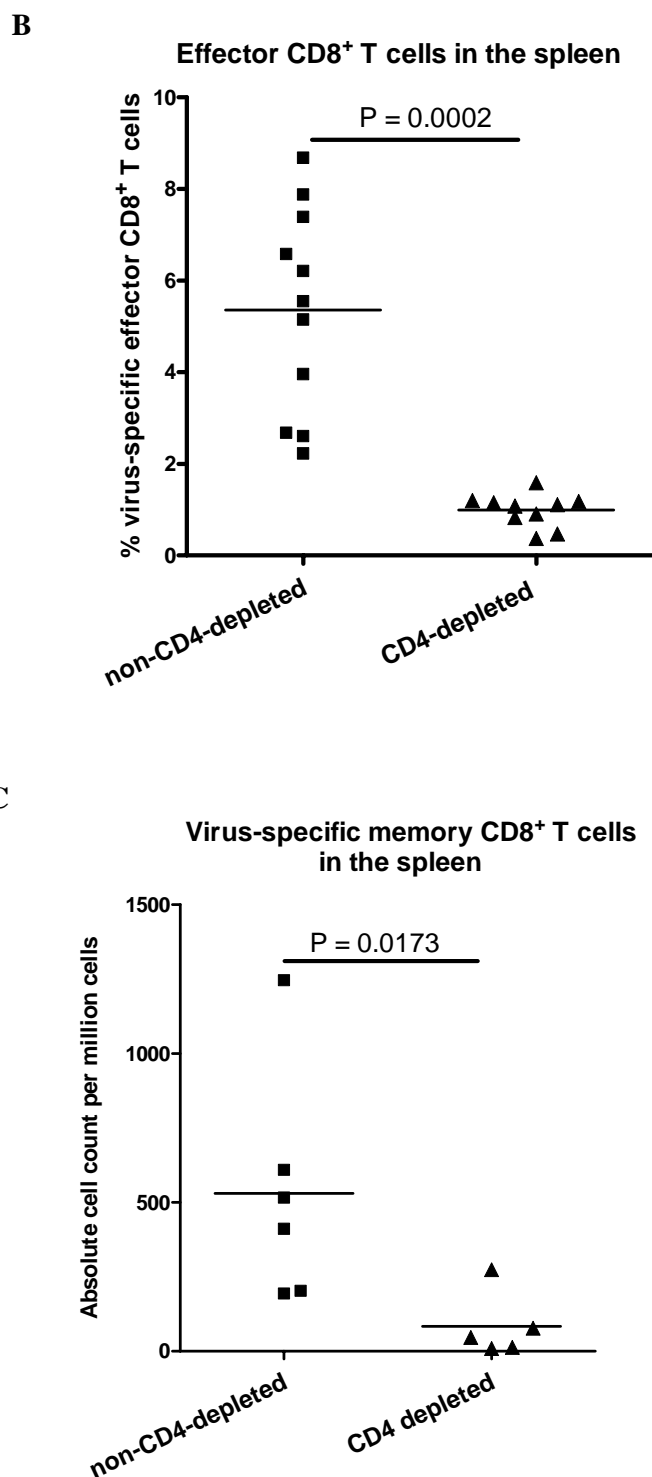 B
Effector CD8⁺ T cells in the spleen
% virus-specific effector CD8⁺ T cells
10
8
6
4
2
0
P = 0.0002
non-CD4-depleted
CD4-depleted
C
Virus-specific memory CD8⁺ T cells
in the spleen
Absolute cell count per million cells
1500
1000
500
0
P = 0.0173
non-CD4-depleted
CD4 depleted